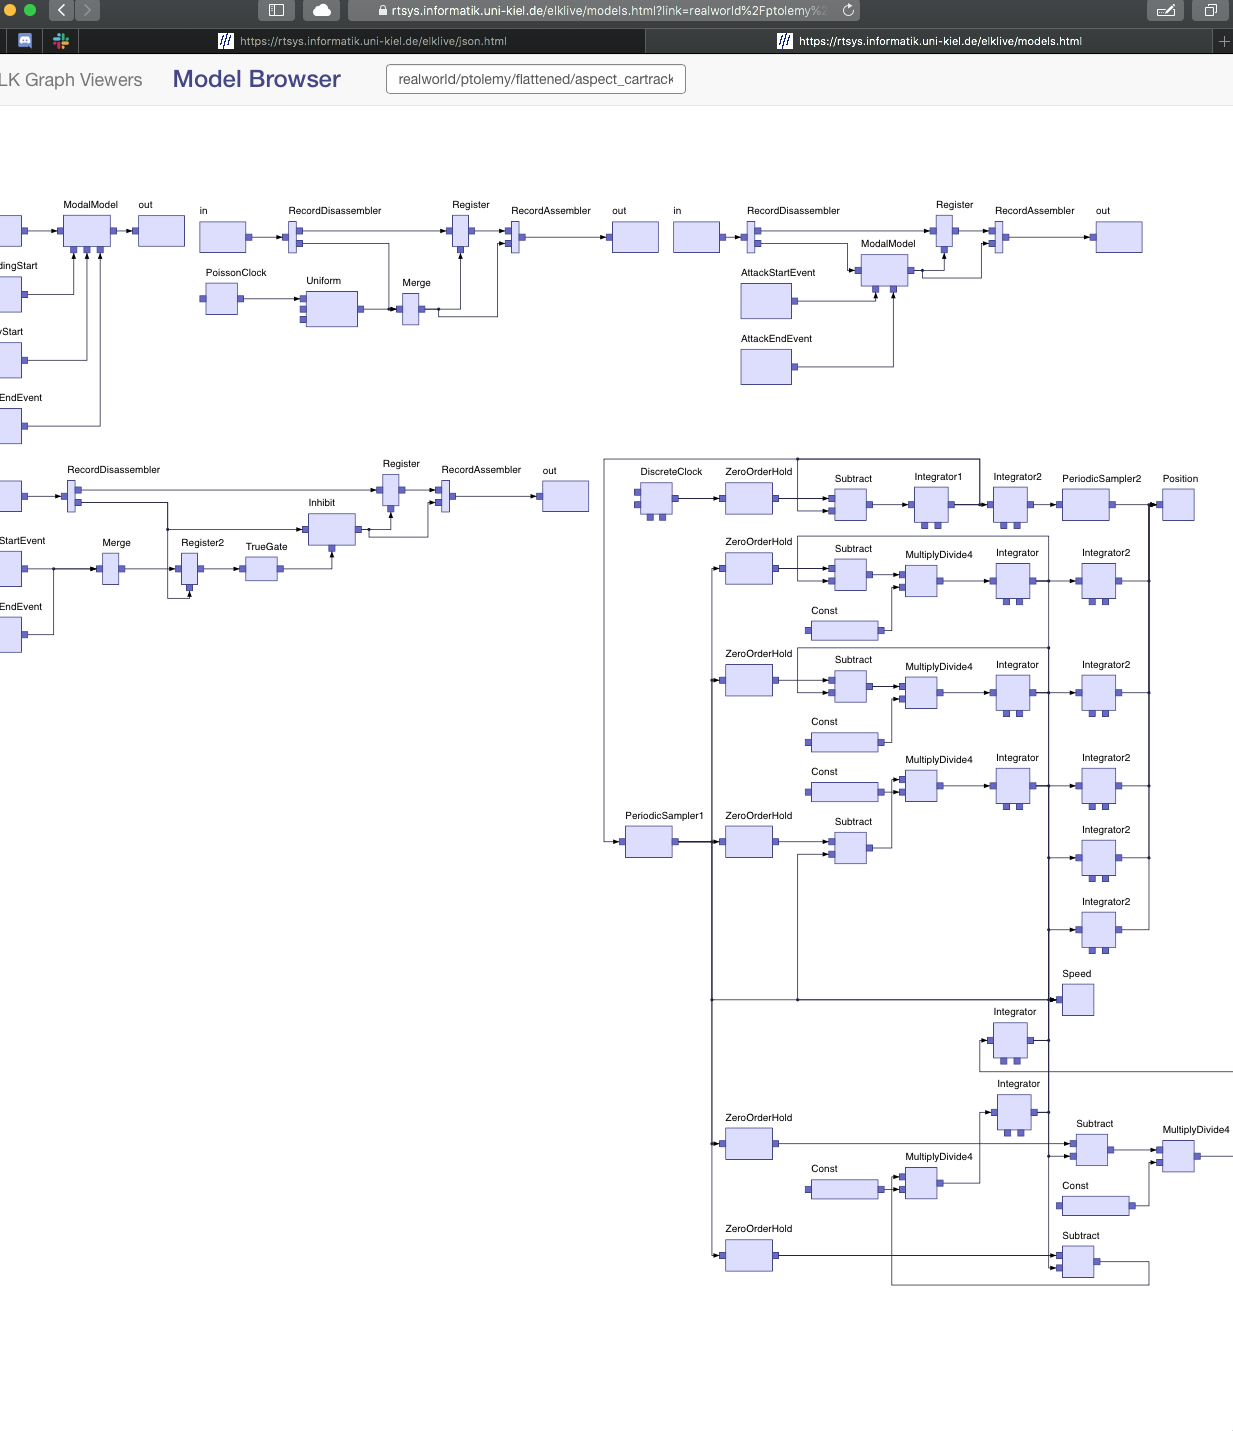 rtsys.informatik.uni-kiel.de/elklive/models.html?link=realworld%2Fptolemy%2
https://rtsys.informatik.uni-kiel.de/elklive/json.html
https://rtsys.informatik.uni-kiel.de/elklive/models.html
LK Graph Viewers
Model Browser
realworld/ptolemy/flattened/aspect_cartrack
ModalModel
out
in
RecordDisassembler
Register
RecordAssembler
out
in
RecordDisassembler
Register
RecordAssembler
out
dingStart
PoissonClock
Uniform
Merge
ModalModel
AttackStartEvent
yStart
AttackEndEvent
EndEvent
RecordDisassembler
Register
RecordAssembler
out
Inhibit
StartEvent
Merge
Register2
TrueGate
EndEvent
DiscreteClock
ZeroOrderHold
Subtract
Integrator1
Integrator2
PeriodicSampler2
Position
ZeroOrderHold
Subtract
MultiplyDivide4
Integrator
Integrator2
Const
ZeroOrderHold
Subtract
MultiplyDivide4
Integrator
Integrator2
Const
Const
MultiplyDivide4
Integrator
Integrator2
PeriodicSampler1
ZeroOrderHold
Subtract
Integrator2
Integrator2
Speed
Integrator
Integrator
ZeroOrderHold
Subtract
MultiplyDivide4
Const
MultiplyDivide4
Const
ZeroOrderHold
Subtract